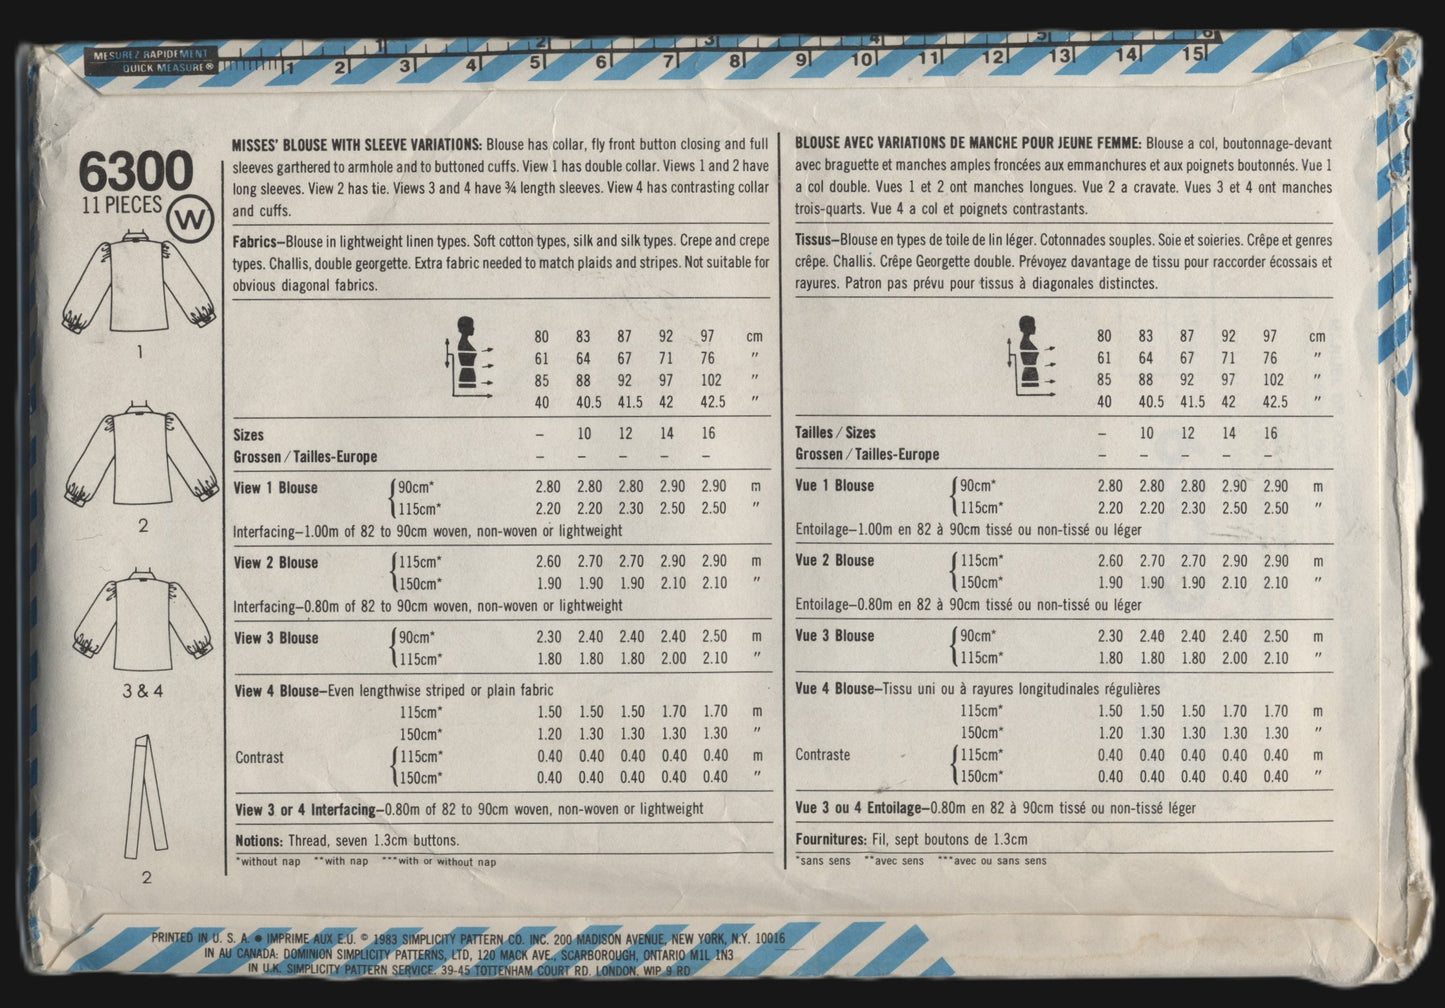 MESUREZ RAPIDEMENT
QUICK MEASURE®
1 2 3 4 5 6
1 2 3 4 5 6 7 8 9 10 11 12 13 14 15
6300
11 PIECES
W
1
2
3 & 4
2
MISSES' BLOUSE WITH SLEEVE VARIATIONS: Blouse has collar, fly front button closing and full
sleeves garthered to armhole and to buttoned cuffs. View 1 has double collar. Views 1 and 2 have
long sleeves. View 2 has tie. Views 3 and 4 have ¾ length sleeves. View 4 has contrasting collar
and cuffs.
Fabrics–Blouse in lightweight linen types. Soft cotton types, silk and silk types. Crepe and crepe
types. Challis, double georgette. Extra fabric needed to match plaids and stripes. Not suitable for
obvious diagonal fabrics.
80 83 87 92 97 cm
61 64 67 71 76 "
85 88 92 97 102 "
40 40.5 41.5 42 42.5 "
Sizes – 10 12 14 16
Grossen / Tailles-Europe – – – – –
View 1 Blouse 90cm* 2.80 2.80 2.80 2.90 2.90 m
115cm* 2.20 2.20 2.30 2.50 2.50 "
Interfacing–1.00m of 82 to 90cm woven, non-woven or lightweight
View 2 Blouse 115cm* 2.60 2.70 2.70 2.90 2.90 m
150cm* 1.90 1.90 1.90 2.10 2.10 "
Interfacing–0.80m of 82 to 90cm woven, non-woven or lightweight
View 3 Blouse 90cm* 2.30 2.40 2.40 2.40 2.50 m
115cm* 1.80 1.80 1.80 2.00 2.10 "
View 4 Blouse–Even lengthwise striped or plain fabric
115cm* 1.50 1.50 1.50 1.70 1.70 m
150cm* 1.20 1.30 1.30 1.30 1.30 "
Contrast 115cm* 0.40 0.40 0.40 0.40 0.40 m
150cm* 0.40 0.40 0.40 0.40 0.40 "
View 3 or 4 Interfacing–0.80m of 82 to 90cm woven, non-woven or lightweight
Notions: Thread, seven 1.3cm buttons.
*without nap **with nap ***with or without nap
BLOUSE AVEC VARIATIONS DE MANCHE POUR JEUNE FEMME: Blouse a col, boutonnage-devant
avec braguette et manches amples froncées aux emmanchures et aux poignets boutonnés. Vue 1
a col double. Vues 1 et 2 ont manches longues. Vue 2 a cravate. Vues 3 et 4 ont manches
trois-quarts. Vue 4 a col et poignets contrastants.
Tissus–Blouse en types de toile de lin léger. Cotonnades souples. Soie et soieries. Crêpe et genres
crêpe. Challis. Crêpe Georgette double. Prévoyez davantage de tissu pour raccorder écossais et
rayures. Patron pas prévu pour tissus à diagonales distinctes.
80 83 87 92 97 cm
61 64 67 71 76 "
85 88 92 97 102 "
40 40.5 41.5 42 42.5 "
Tailles / Sizes – 10 12 14 16
Grossen / Tailles-Europe – – – – –
Vue 1 Blouse 90cm* 2.80 2.80 2.80 2.90 2.90 m
115cm* 2.20 2.20 2.30 2.50 2.50 "
Entoilage–1.00m en 82 à 90cm tissé ou non-tissé ou léger
Vue 2 Blouse 115cm* 2.60 2.70 2.70 2.90 2.90 m
150cm* 1.90 1.90 1.90 2.10 2.10 "
Entoilage–0.80m en 82 à 90cm tissé ou non-tissé ou léger
Vue 3 Blouse 90cm* 2.30 2.40 2.40 2.40 2.50 m
115cm* 1.80 1.80 1.80 2.00 2.10 "
Vue 4 Blouse–Tissu uni ou à rayures longitudinales régulières
115cm* 1.50 1.50 1.50 1.70 1.70 m
150cm* 1.20 1.30 1.30 1.30 1.30 "
Contraste 115cm* 0.40 0.40 0.40 0.40 0.40 m
150cm* 0.40 0.40 0.40 0.40 0.40 "
Vue 3 ou 4 Entoilage–0.80m en 82 à 90cm tissé ou non-tissé léger
Fournitures: Fil, sept boutons de 1.3cm
*sans sens **avec sens ***avec ou sans sens
PRINTED IN U. S. A. ● IMPRIME AUX E.U. © 1983 SIMPLICITY PATTERN CO. INC. 200 MADISON AVENUE, NEW YORK, N.Y. 10016
IN AU CANADA: DOMINION SIMPLICITY PATTERNS, LTD, 120 MACK AVE., SCARBOROUGH, ONTARIO M1L 1N3
IN U.K. SIMPLICITY PATTERN SERVICE. 39-45 TOTTENHAM COURT RD. LONDON. WIP 9 RD